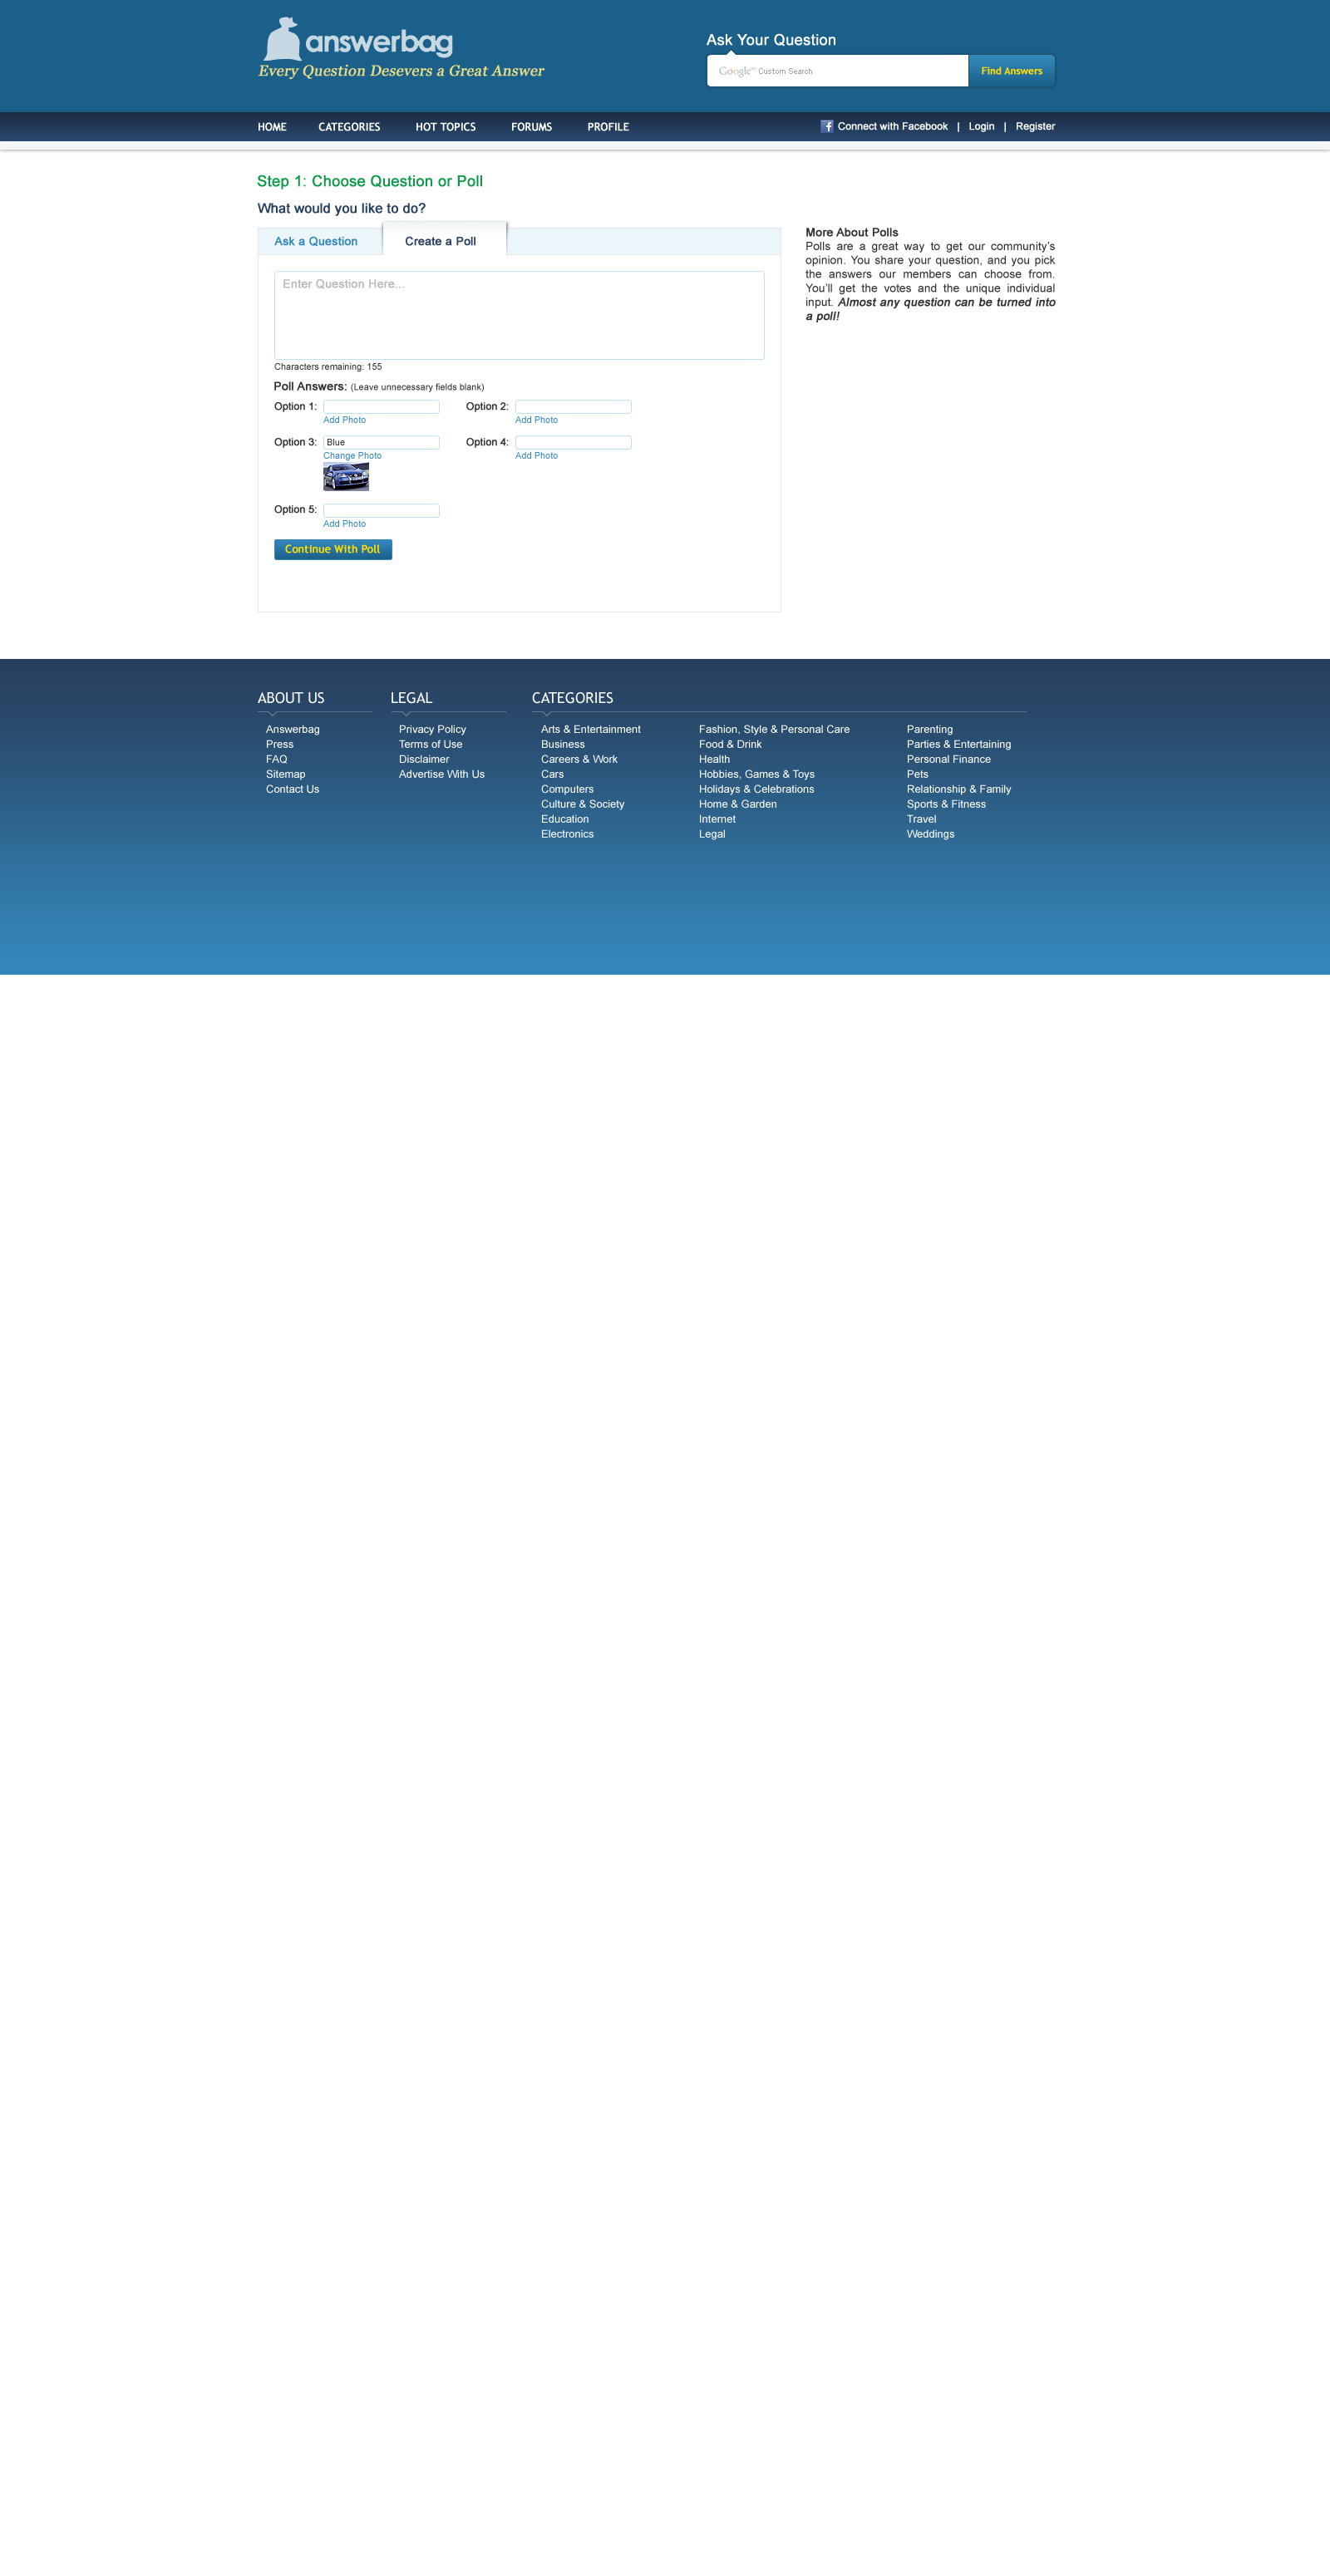 answerbag
Every Question Desevers a Great Answer
Ask Your Question
Google™ Custom Search
Find Answers
HOME CATEGORIES HOT TOPICS FORUMS PROFILE
Connect with Facebook | Login | Register
Step 1: Choose Question or Poll
What would you like to do?
Ask a Question
Create a Poll
Enter Question Here...
Characters remaining: 155
Poll Answers: (Leave unnecessary fields blank)
Option 1:
Add Photo
Option 2:
Add Photo
Option 3: Blue
Change Photo
Option 4:
Add Photo
Option 5:
Add Photo
Continue With Poll
More About Polls
Polls are a great way to get our community's
opinion. You share your question, and you pick
the answers our members can choose from.
You'll get the votes and the unique individual
input. Almost any question can be turned into
a poll!
ABOUT US
Answerbag
Press
FAQ
Sitemap
Contact Us
LEGAL
Privacy Policy
Terms of Use
Disclaimer
Advertise With Us
CATEGORIES
Arts & Entertainment
Business
Careers & Work
Cars
Computers
Culture & Society
Education
Electronics
Fashion, Style & Personal Care
Food & Drink
Health
Hobbies, Games & Toys
Holidays & Celebrations
Home & Garden
Internet
Legal
Parenting
Parties & Entertaining
Personal Finance
Pets
Relationship & Family
Sports & Fitness
Travel
Weddings